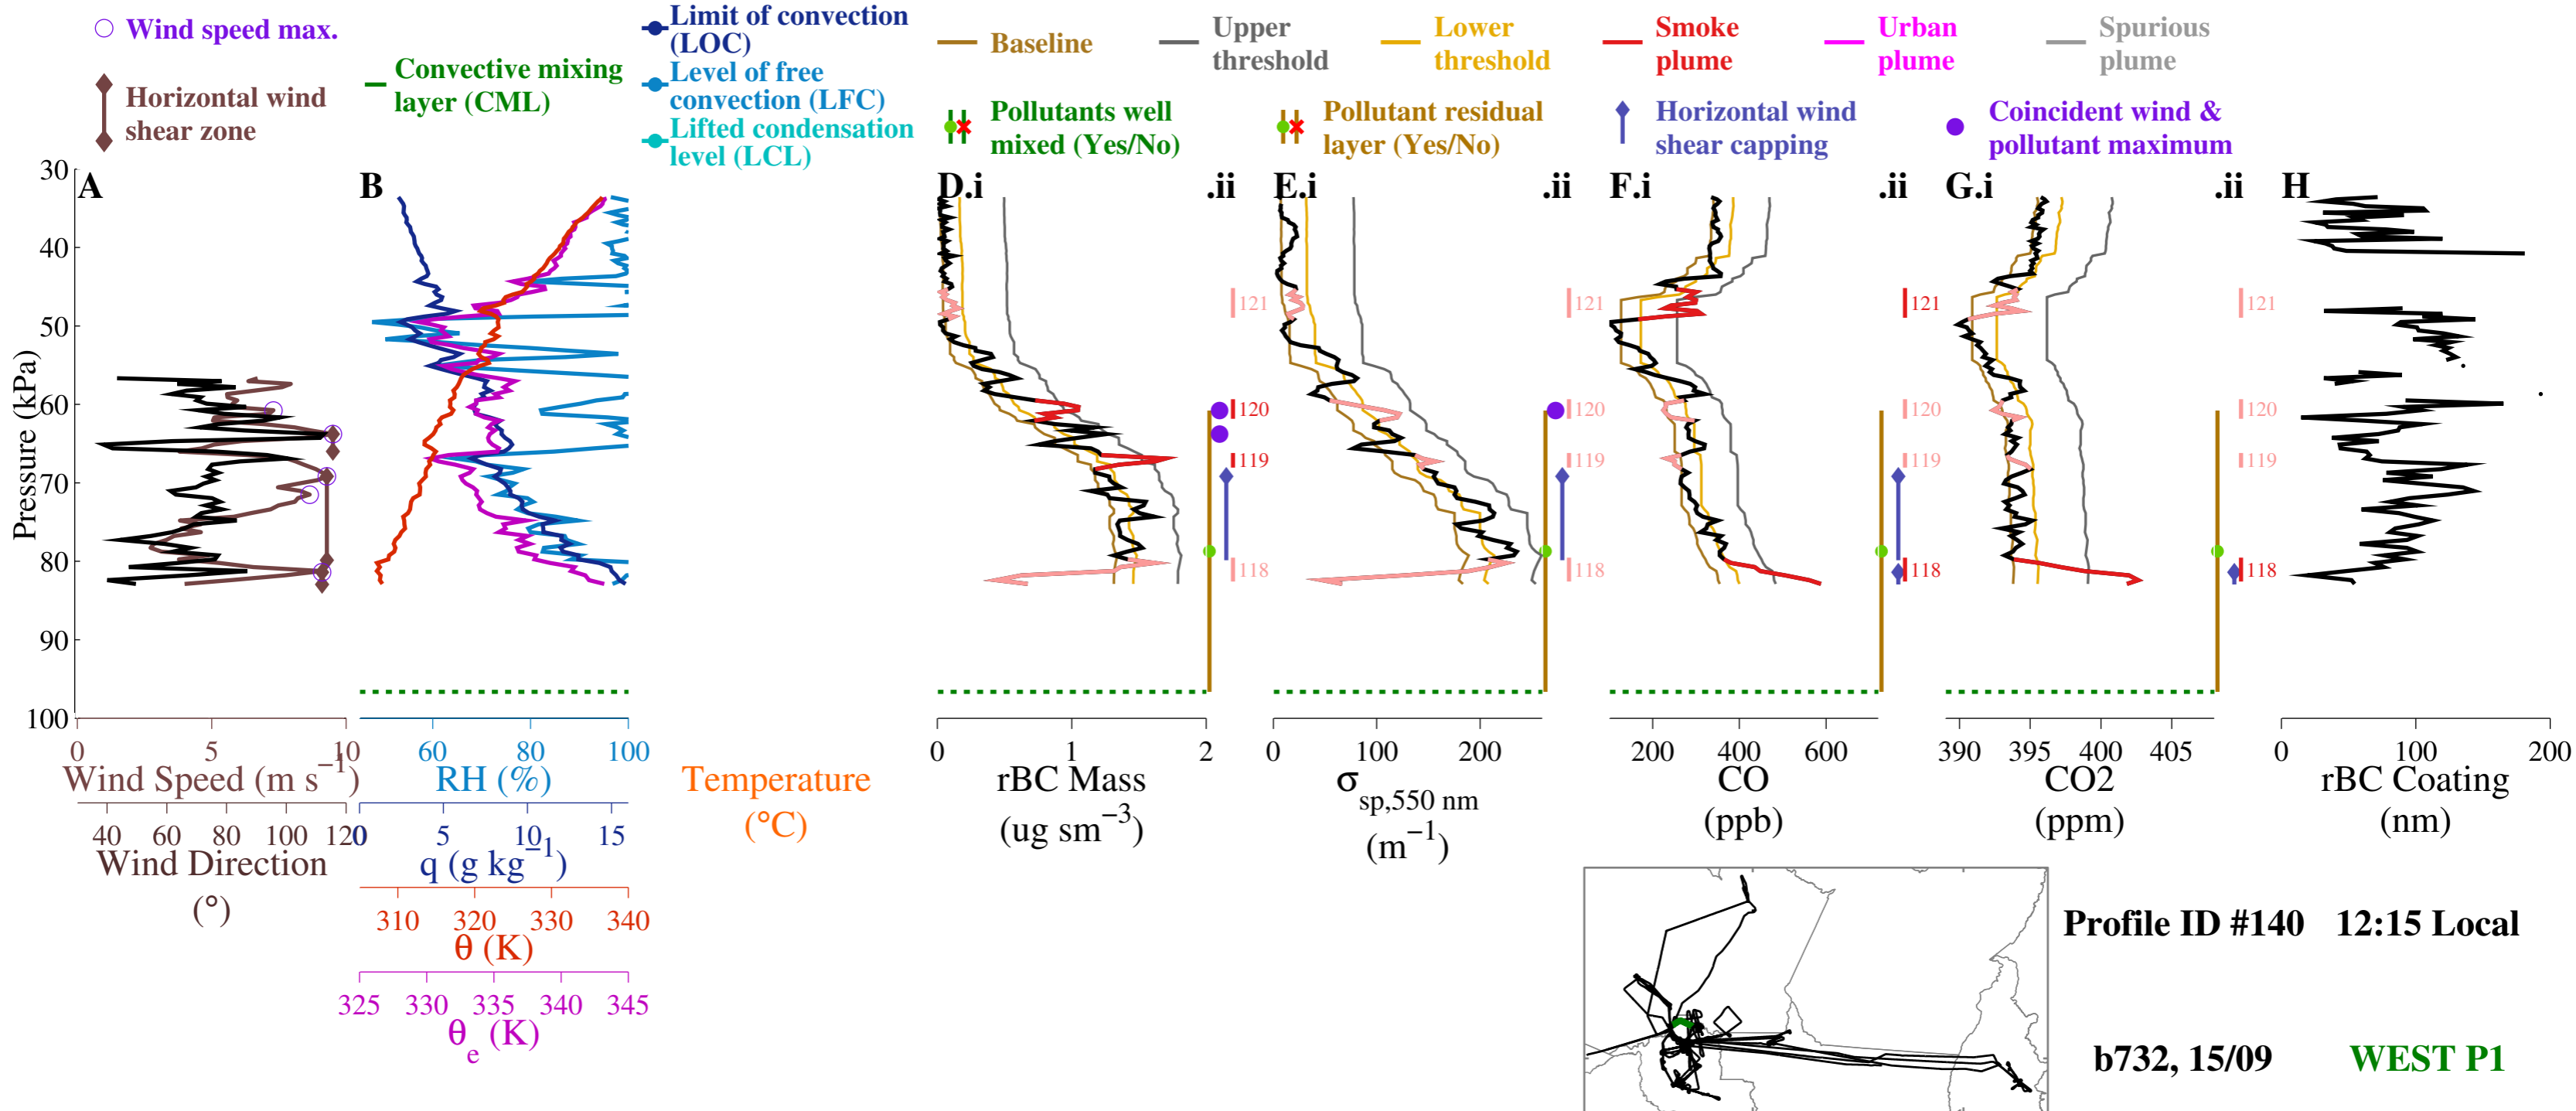 Wind speed max.
Horizontal wind
shear zone
Convective mixing
layer (CML)
Limit of convection
(LOC)
Level of free
convection (LFC)
Lifted condensation
level (LCL)
Baseline
Upper
threshold
Lower
threshold
Smoke
plume
Urban
plume
Spurious
plume
Pollutants well
mixed (Yes/No)
Pollutant residual
layer (Yes/No)
Horizontal wind
shear capping
Coincident wind &
pollutant maximum
A B D.i .ii E.i .ii F.i .ii G.i .ii H
30
40
50
60
70
80
90
100
Pressure (kPa)
121 121 121 121
120 120 120 120
119 119 119 119
118 118 118 118
0 5 10
Wind Speed (m s−1)
40 60 80 100 120
Wind Direction
(°)
60 80 100
RH (%)
0 5 10 15
q (g kg−1)
310 320 330 340
θ (K)
325 330 335 340 345
θe (K)
Temperature
(°C)
0 1 2
rBC Mass
(ug sm−3)
0 100 200
σsp,550 nm
(m−1)
200 400 600
CO
(ppb)
390 395 400 405
CO2
(ppm)
0 100 200
rBC Coating
(nm)
Profile ID #140 12:15 Local
b732, 15/09 WEST P1